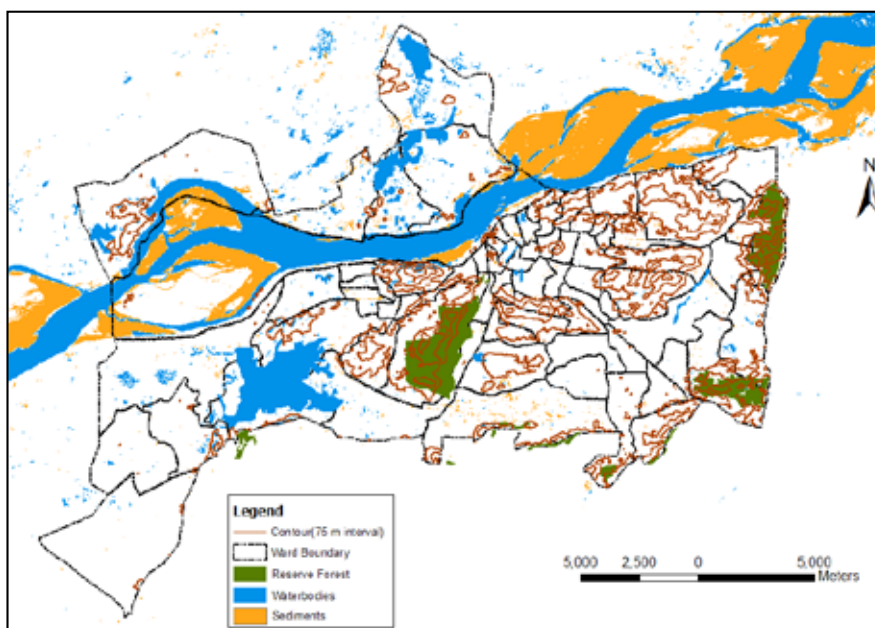 N
Legend
Contour(75 m interval)
Ward Boundary
Reserve Forest
Waterbodies
Sediments
5,000 2,500 0 5,000
Meters